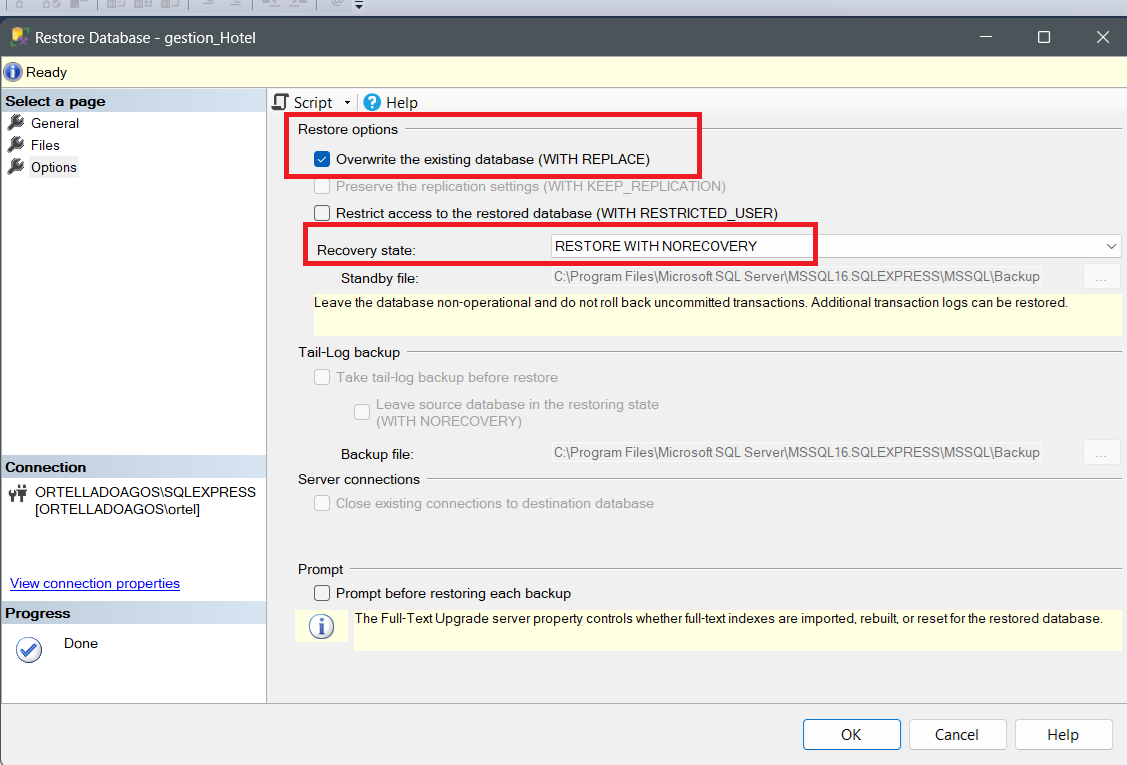 Restore Database - gestion_Hotel
Ready
Select a page
General
Files
Options
Script
Help
Restore options
Overwrite the existing database (WITH REPLACE)
Preserve the replication settings (WITH KEEP_REPLICATION)
Restrict access to the restored database (WITH RESTRICTED_USER)
Recovery state:
RESTORE WITH NORECOVERY
Standby file:
C:\Program Files\Microsoft SQL Server\MSSQL16.SQLEXPRESS\MSSQL\Backup
...
Leave the database non-operational and do not roll back uncommitted transactions. Additional transaction logs can be restored.
Tail-Log backup
Take tail-log backup before restore
Leave source database in the restoring state
(WITH NORECOVERY)
Backup file:
C:\Program Files\Microsoft SQL Server\MSSQL16.SQLEXPRESS\MSSQL\Backup
...
Server connections
Close existing connections to destination database
Prompt
Prompt before restoring each backup
The Full-Text Upgrade server property controls whether full-text indexes are imported, rebuilt, or reset for the restored database.
Connection
ORTELLADOAGOS\SQLEXPRESS
[ORTELLADOAGOS\ortel]
View connection properties
Progress
Done
OK
Cancel
Help